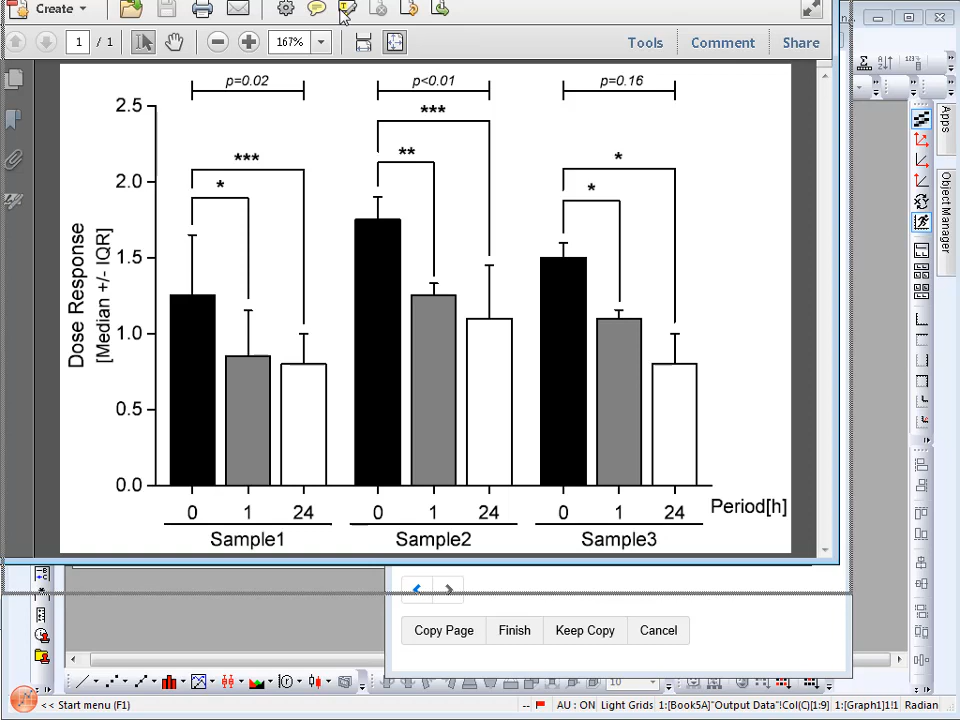 Create
1 / 1
167%
Tools
Comment
Share
p=0.02
p<0.01
p=0.16
2.5
***
**
***
*
*
*
2.0
1.5
1.0
0.5
0.0
Dose Response
[Median +/- IQR]
0 1 24 0 1 24 0 1 24
Period[h]
Sample1 Sample2 Sample3
Apps
Object Manager
Copy Page
Finish
Keep Copy
Cancel
10
<< Start menu (F1)
AU : ON
Light Grids
1:[Book5A]"Output Data"!Col(C)[1:9]
1:[Graph1]1!1
Radian